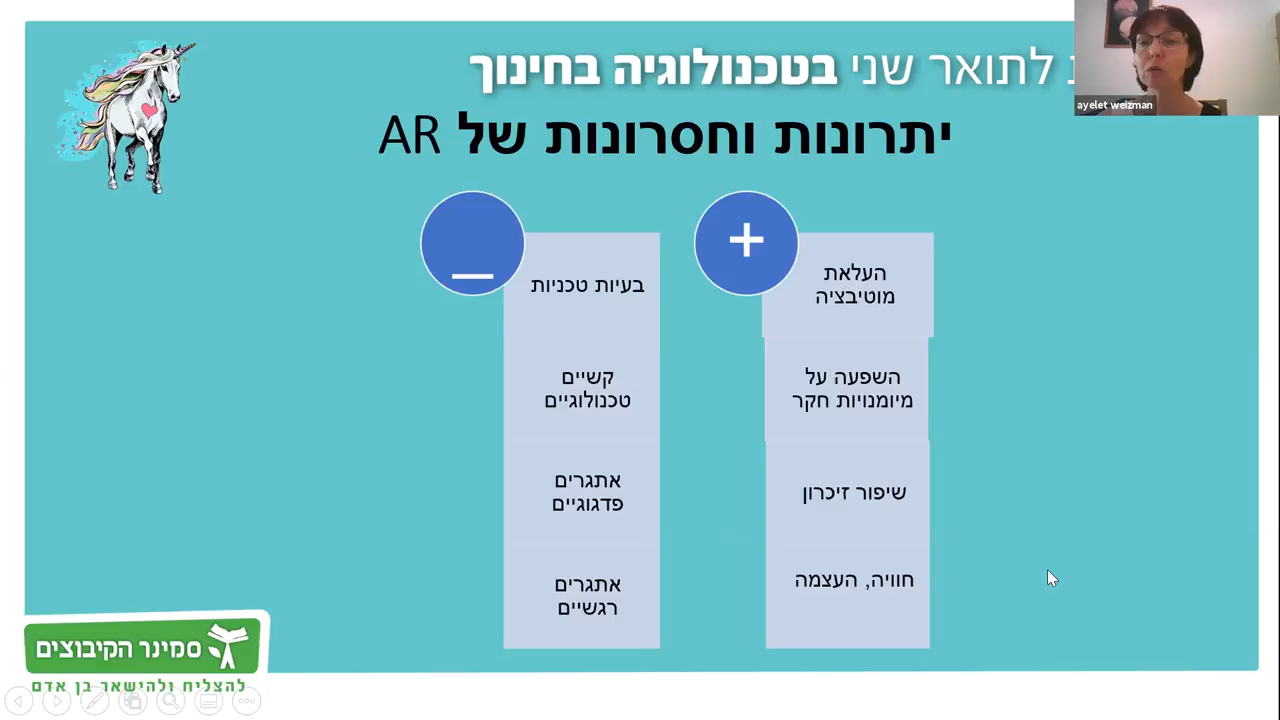 ת לתואר שני בטכנולוגיה בחינוך
יתרונות וחסרונות של AR
ayelet weizman
+
העלאת
מוטיבציה
השפעה על
מיומנויות חקר
שיפור זיכרון
חוויה, העצמה
_
בעיות טכניות
קשיים
טכנולוגיים
אתגרים
פדגוגיים
אתגרים
רגשיים
סמינר הקיבוצים
להצליח ולהישאר בן אדם